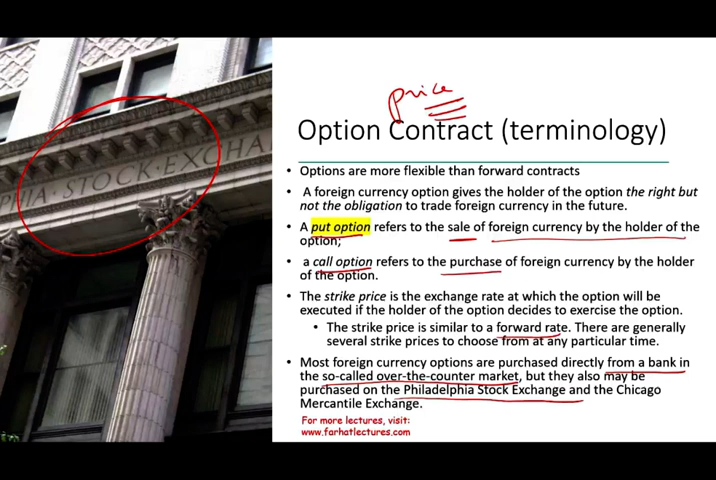 PHIA · STOCK · EXCHA
price
Option Contract (terminology)
• Options are more flexible than forward contracts
• A foreign currency option gives the holder of the option the right but
not the obligation to trade foreign currency in the future.
• A put option refers to the sale of foreign currency by the holder of the
option;
• a call option refers to the purchase of foreign currency by the holder
of the option.
• The strike price is the exchange rate at which the option will be
executed if the holder of the option decides to exercise the option.
• The strike price is similar to a forward rate. There are generally
several strike prices to choose from at any particular time.
• Most foreign currency options are purchased directly from a bank in
the so-called over-the-counter market, but they also may be
purchased on the Philadelphia Stock Exchange and the Chicago
Mercantile Exchange.
For more lectures, visit:
www.farhatlectures.com